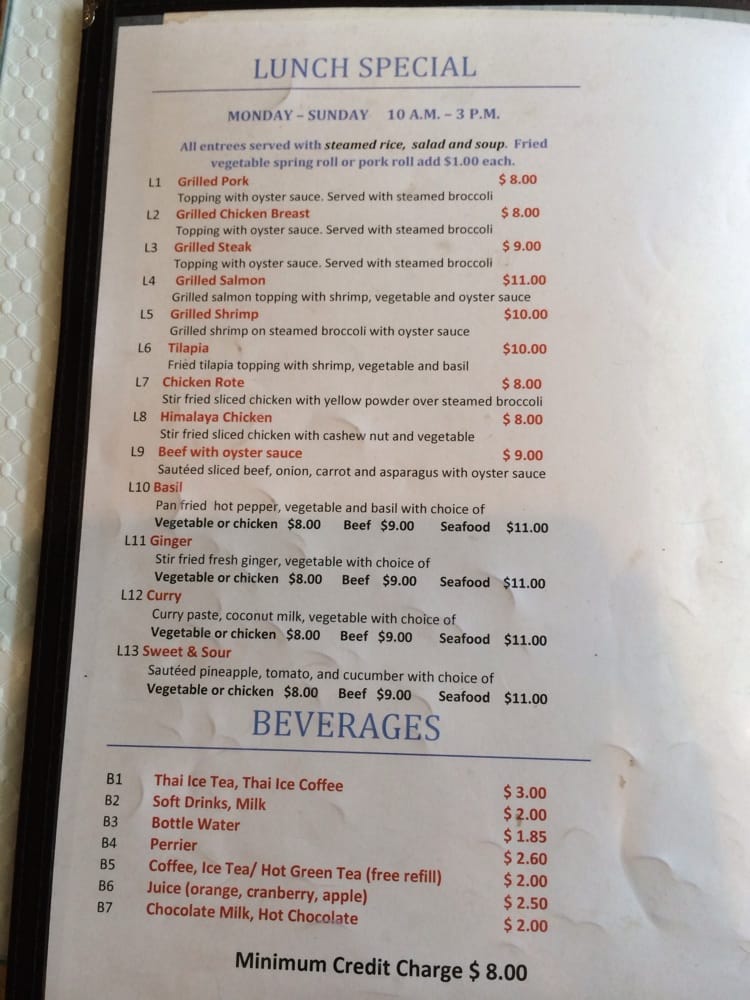 LUNCH SPECIAL
MONDAY – SUNDAY 10 A.M. – 3 P.M.
All entrees served with steamed rice, salad and soup. Fried
vegetable spring roll or pork roll add $1.00 each.
L1 Grilled Pork $ 8.00
Topping with oyster sauce. Served with steamed broccoli
L2 Grilled Chicken Breast $ 8.00
Topping with oyster sauce. Served with steamed broccoli
L3 Grilled Steak $ 9.00
Topping with oyster sauce. Served with steamed broccoli
L4 Grilled Salmon $11.00
Grilled salmon topping with shrimp, vegetable and oyster sauce
L5 Grilled Shrimp $10.00
Grilled shrimp on steamed broccoli with oyster sauce
L6 Tilapia $10.00
Fried tilapia topping with shrimp, vegetable and basil
L7 Chicken Rote $ 8.00
Stir fried sliced chicken with yellow powder over steamed broccoli
L8 Himalaya Chicken $ 8.00
Stir fried sliced chicken with cashew nut and vegetable
L9 Beef with oyster sauce $ 9.00
Sautéed sliced beef, onion, carrot and asparagus with oyster sauce
L10 Basil
Pan fried hot pepper, vegetable and basil with choice of
Vegetable or chicken $8.00 Beef $9.00 Seafood $11.00
L11 Ginger
Stir fried fresh ginger, vegetable with choice of
Vegetable or chicken $8.00 Beef $9.00 Seafood $11.00
L12 Curry
Curry paste, coconut milk, vegetable with choice of
Vegetable or chicken $8.00 Beef $9.00 Seafood $11.00
L13 Sweet & Sour
Sautéed pineapple, tomato, and cucumber with choice of
Vegetable or chicken $8.00 Beef $9.00 Seafood $11.00
BEVERAGES
B1 Thai Ice Tea, Thai Ice Coffee $ 3.00
B2 Soft Drinks, Milk $ 2.00
B3 Bottle Water $ 1.85
B4 Perrier $ 2.60
B5 Coffee, Ice Tea/ Hot Green Tea (free refill) $ 2.00
B6 Juice (orange, cranberry, apple) $ 2.50
B7 Chocolate Milk, Hot Chocolate $ 2.00
Minimum Credit Charge $ 8.00